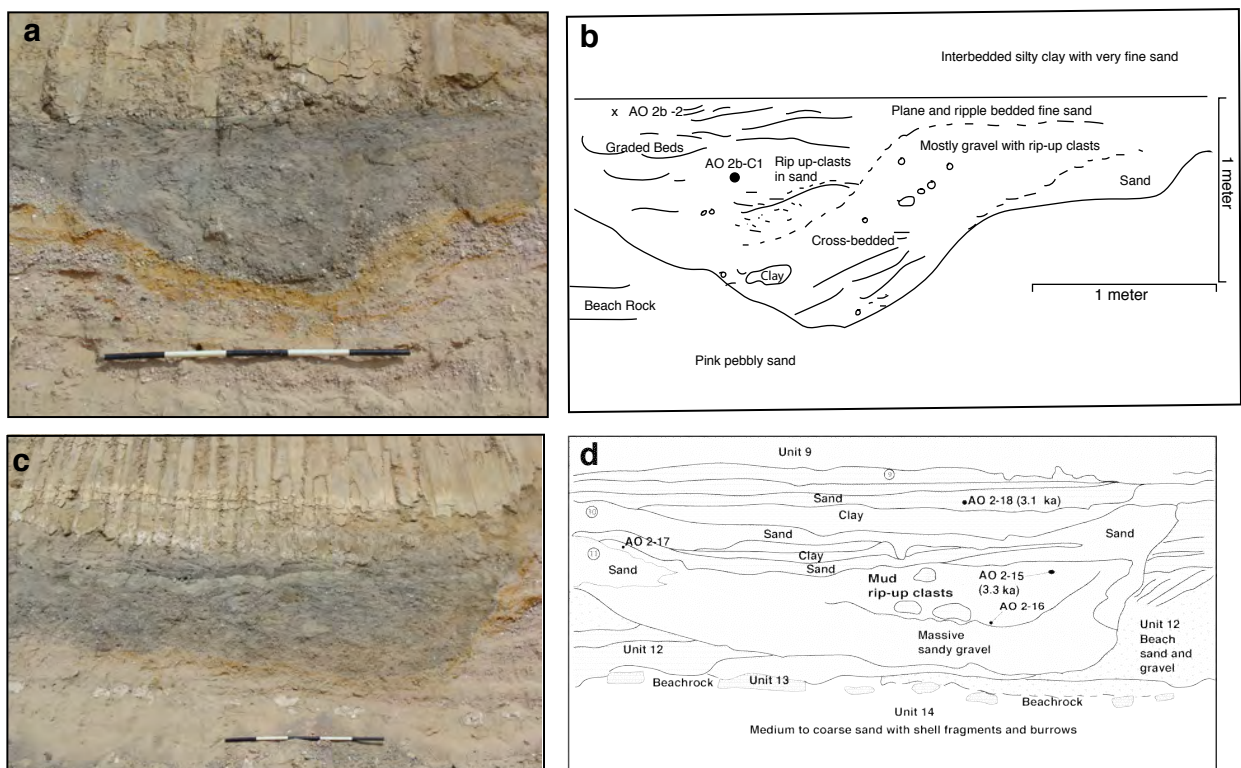 a
b
Interbedded silty clay with very fine sand
x AO 2b -2
Plane and ripple bedded fine sand
Graded Beds
Mostly gravel with rip-up clasts
AO 2b-C1
Rip up-clasts
in sand
Sand
1 meter
Cross-bedded
Clay
1 meter
Beach Rock
Pink pebbly sand
c
d
Unit 9
9
Sand
AO 2-18 (3.1 ka)
10
Clay
Sand
Sand
AO 2-17
11
Clay
Sand
Sand
Mud
rip-up clasts
AO 2-15
(3.3 ka)
AO 2-16
Massive
sandy gravel
Unit 12
Beach
sand and
gravel
Unit 12
Beachrock
Unit 13
Beachrock
Unit 14
Medium to coarse sand with shell fragments and burrows